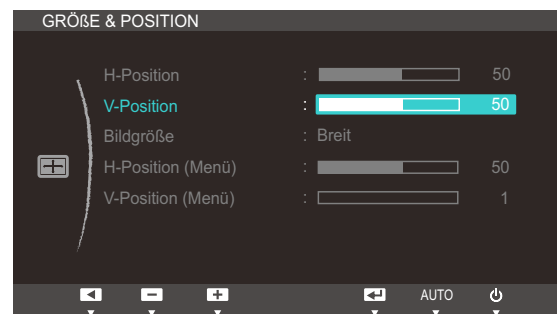 GRÖßE & POSITION
H-Position : 50
V-Position : 50
Bildgröße : Breit
H-Position (Menü) : 50
V-Position (Menü) : 1
AUTO